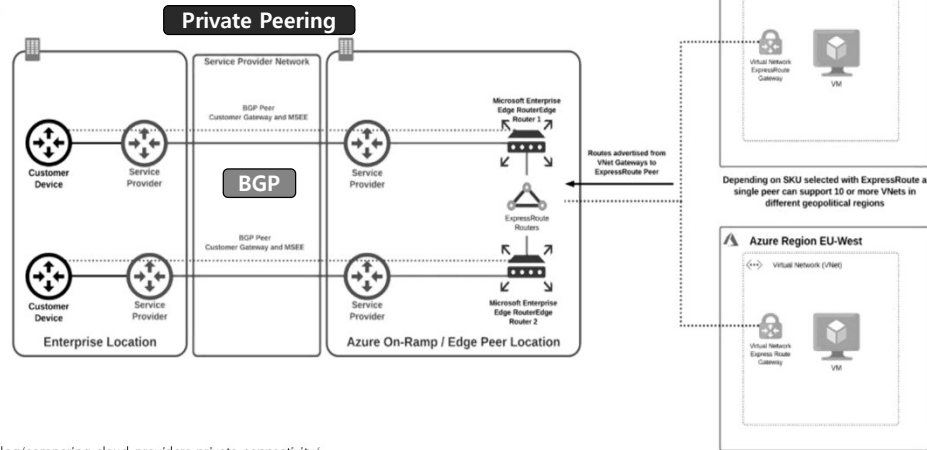 Private Peering
Service Provider Network
BGP Peer
Customer Gateway and MSEE
Customer
Device
Service
Provider
Service
Provider
Microsoft Enterprise
Edge RouterEdge
Router 1
BGP
ExpressRoute
Routers
BGP Peer
Customer Gateway and MSEE
Customer
Device
Service
Provider
Service
Provider
Microsoft Enterprise
Edge RouterEdge
Router 2
Enterprise Location
Azure On-Ramp / Edge Peer Location
Routes advertised from
VNet Gateways to
ExpressRoute Peer
Virtual Network
ExpressRoute
Gateway
VM
Depending on SKU selected with ExpressRoute a
single peer can support 10 or more VNets in
different geopolitical regions
Azure Region EU-West
Virtual Network (VNet)
Virtual Network
Express Route
Gateway
VM